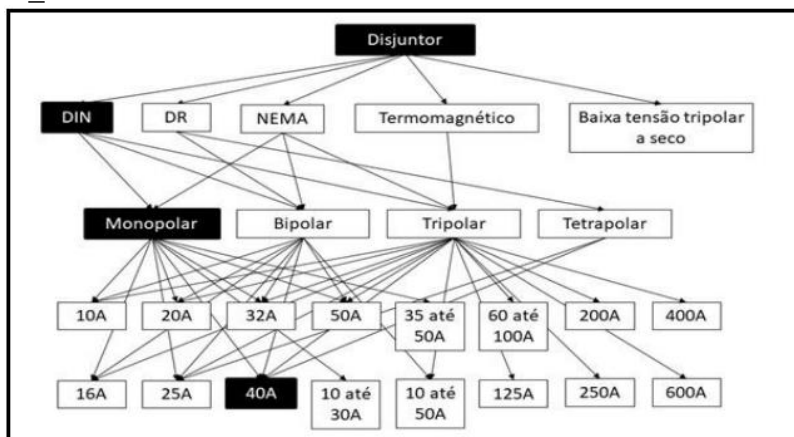 Disjuntor
DIN
DR
NEMA
Termomagnético
Baixa tensão tripolar
a seco
Monopolar
Bipolar
Tripolar
Tetrapolar
10A
20A
32A
50A
35 até
50A
60 até
100A
200A
400A
16A
25A
40A
10 até
30A
10 até
50A
125A
250A
600A